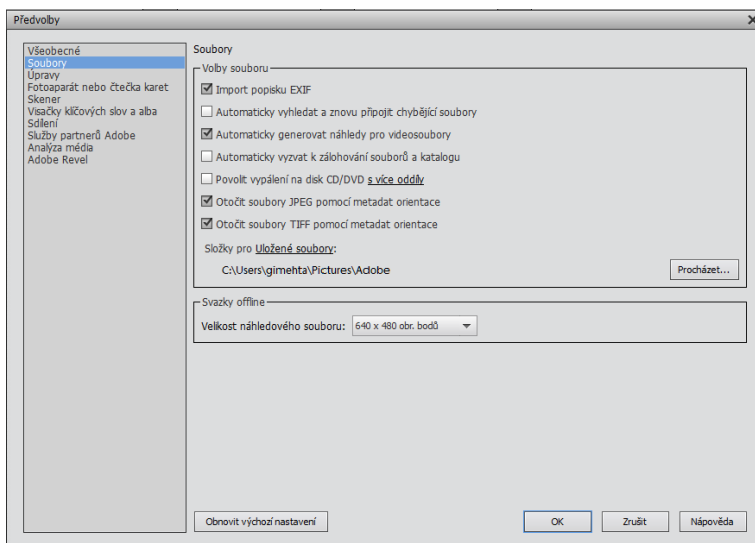 Předvolby
Všeobecné
Soubory
Úpravy
Fotoaparát nebo čtečka karet
Skener
Visačky klíčových slov a alba
Sdílení
Služby partnerů Adobe
Analýza média
Adobe Revel
Soubory
Volby souboru
Import popisku EXIF
Automaticky vyhledat a znovu připojit chybějící soubory
Automaticky generovat náhledy pro videosoubory
Automaticky vyzvat k zálohování souborů a katalogu
Povolit vypálení na disk CD/DVD s více oddíly
Otočit soubory JPEG pomocí metadat orientace
Otočit soubory TIFF pomocí metadat orientace
Složky pro Uložené soubory:
C:\Users\gimehta\Pictures\Adobe
Procházet...
Svazky offline
Velikost náhledového souboru: 640 x 480 obr. bodů
Obnovit výchozí nastavení
OK
Zrušit
Nápověda